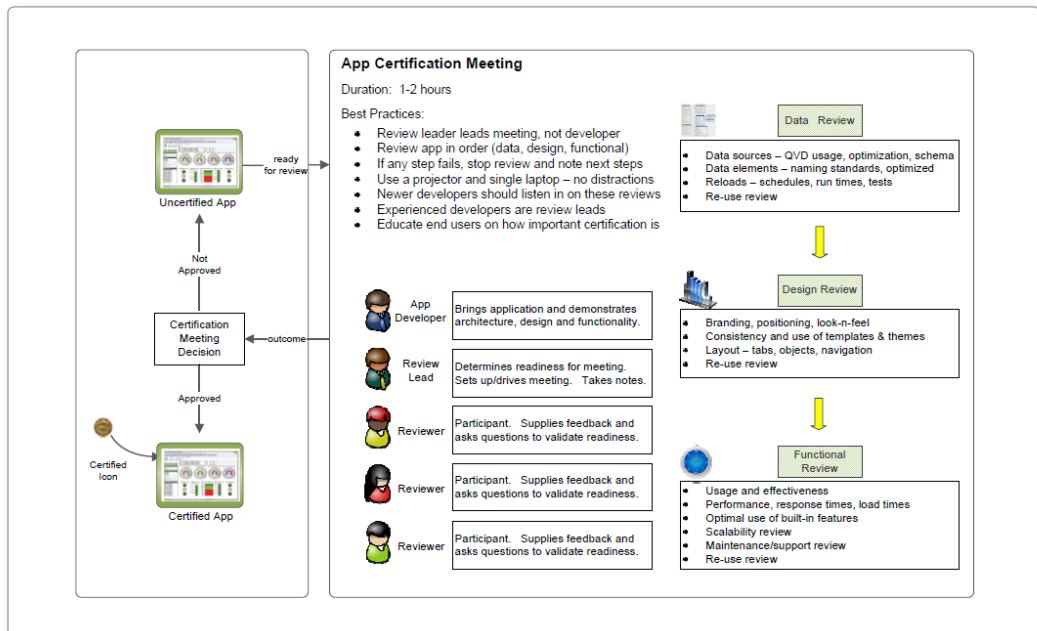 Uncertified App
ready
for review
Not
Approved
Certification
Meeting
Decision
outcome
Approved
Certified
Icon
Certified App
App Certification Meeting
Duration: 1-2 hours
Best Practices:
Review leader leads meeting, not developer
Review app in order (data, design, functional)
If any step fails, stop review and note next steps
Use a projector and single laptop – no distractions
Newer developers should listen in on these reviews
Experienced developers are review leads
Educate end users on how important certification is
App
Developer
Brings application and demonstrates
architecture, design and functionality.
Review
Lead
Determines readiness for meeting.
Sets up/drives meeting. Takes notes.
Reviewer
Participant. Supplies feedback and
asks questions to validate readiness.
Reviewer
Participant. Supplies feedback and
asks questions to validate readiness.
Reviewer
Participant. Supplies feedback and
asks questions to validate readiness.
Data Review
Data sources – QVD usage, optimization, schema
Data elements – naming standards, optimized
Reloads – schedules, run times, tests
Re-use review
Design Review
Branding, positioning, look-n-feel
Consistency and use of templates & themes
Layout – tabs, objects, navigation
Re-use review
Functional
Review
Usage and effectiveness
Performance, response times, load times
Optimal use of built-in features
Scalability review
Maintenance/support review
Re-use review